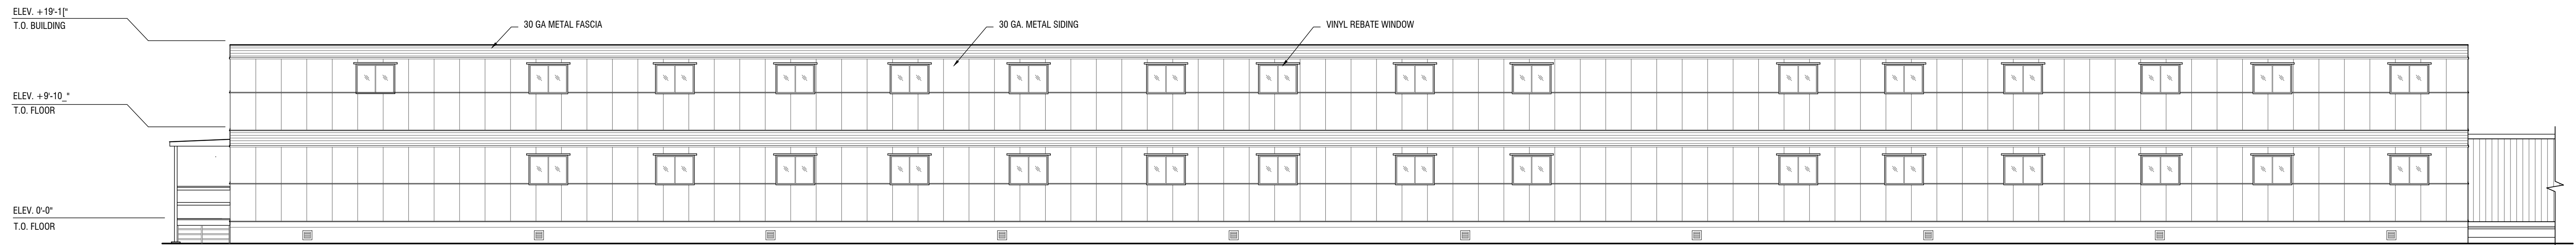 ELEV. +19'-1["
T.O. BUILDING
30 GA METAL FASCIA
30 GA. METAL SIDING
VINYL REBATE WINDOW
ELEV. +9'-10_"
T.O. FLOOR
ELEV. 0'-0"
T.O. FLOOR